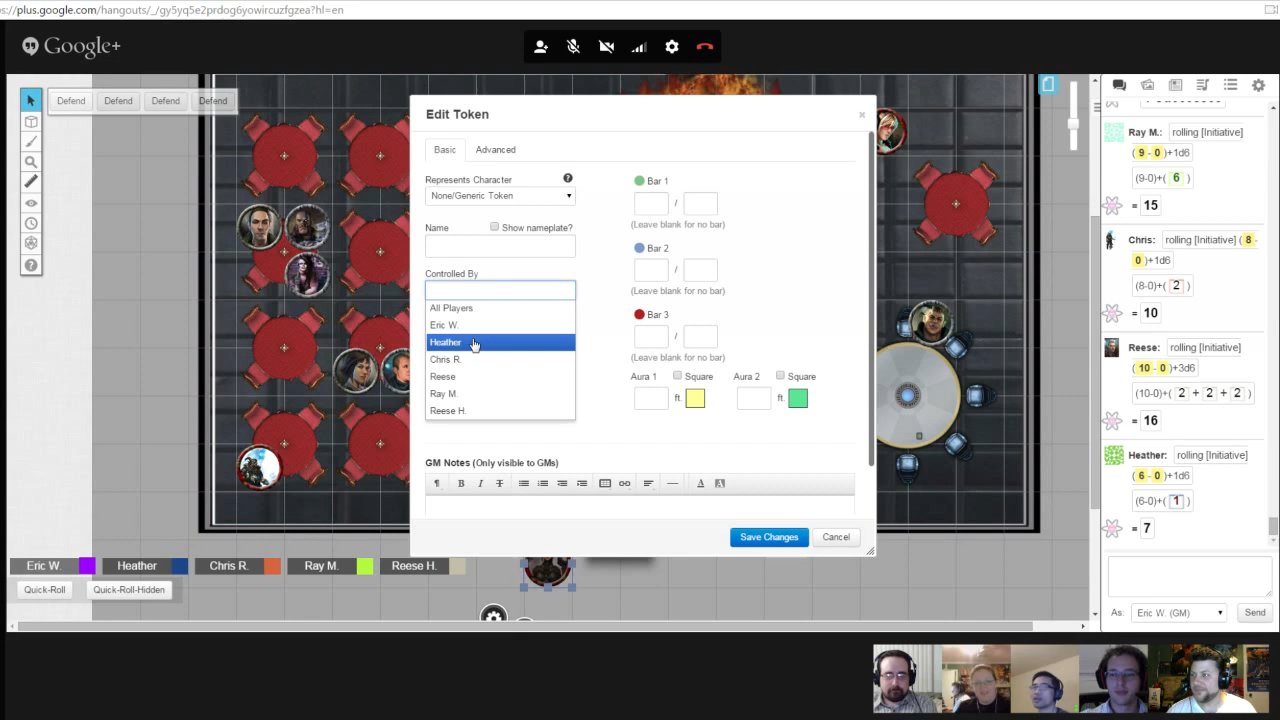 s://plus.google.com/hangouts/_/gy5yq5e2prdog6yowircuzfgzea?hl=en
Google+
Defend Defend Defend Defend
Edit Token
×
Basic Advanced
Represents Character ?
None/Generic Token
Name Show nameplate?
Controlled By
All Players
Eric W.
Heather
Chris R.
Reese
Ray M.
Reese H.
Bar 1
/
(Leave blank for no bar)
Bar 2
/
(Leave blank for no bar)
Bar 3
/
(Leave blank for no bar)
Aura 1 Square Aura 2 Square
ft. ft.
GM Notes (Only visible to GMs)
Save Changes Cancel
Eric W. Heather Chris R. Ray M. Reese H.
Quick-Roll Quick-Roll-Hidden
Ray M.: rolling [Initiative]
(9-0)+1d6
(9-0)+(6)
= 15
Chris: rolling [Initiative] (8-
0)+1d6
(8-0)+(2)
= 10
Reese: rolling [Initiative]
(10-0)+3d6
(10-0)+(2+2+2)
= 16
Heather: rolling [Initiative]
(6-0)+1d6
(6-0)+(1)
= 7
As: Eric W. (GM) Send